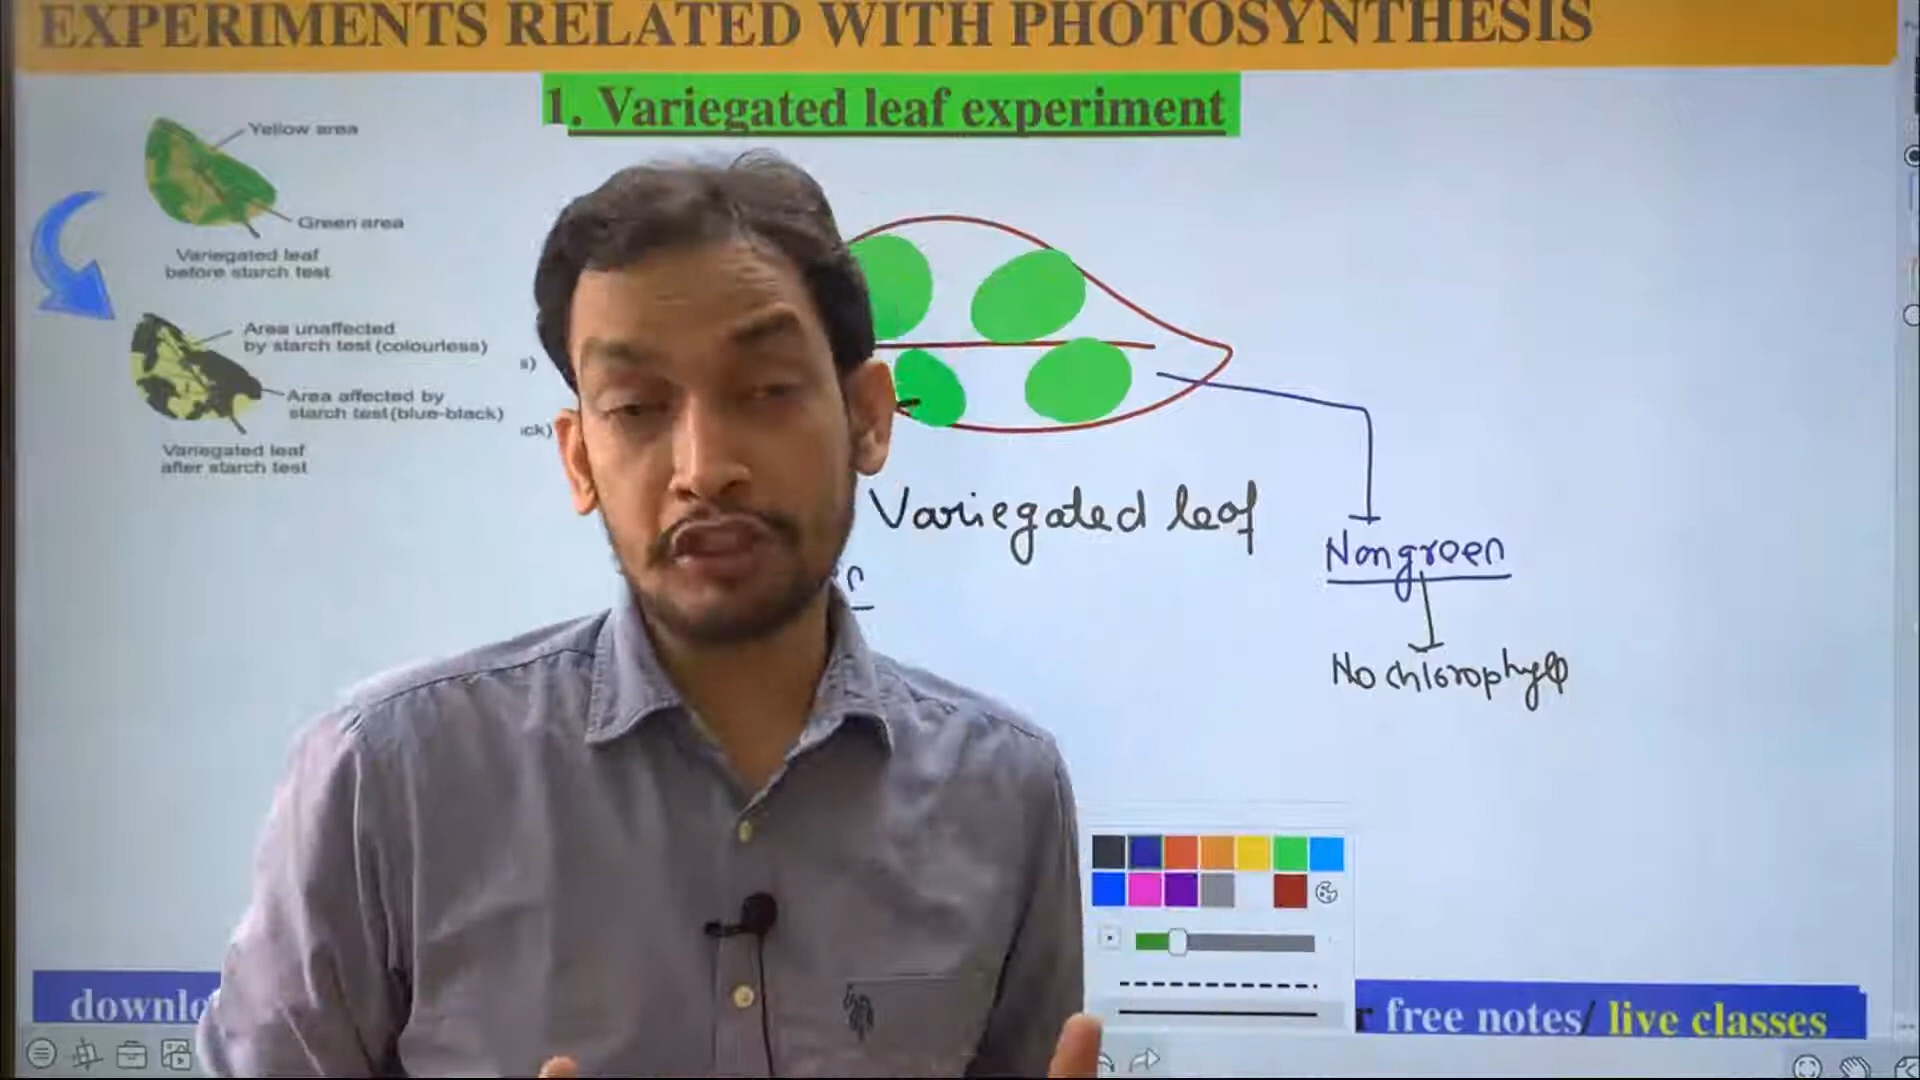 EXPERIMENTS RELATED WITH PHOTOSYNTHESIS
1. Variegated leaf experiment
Yellow area
Green area
Variegated leaf
before starch test
Area unaffected
by starch test (colourless)
Area affected by
starch test (blue-black)
Variegated leaf
after starch test
s)
ck)
Variegated leaf
Nongreen
No chlorophyll
free notes/ live classes